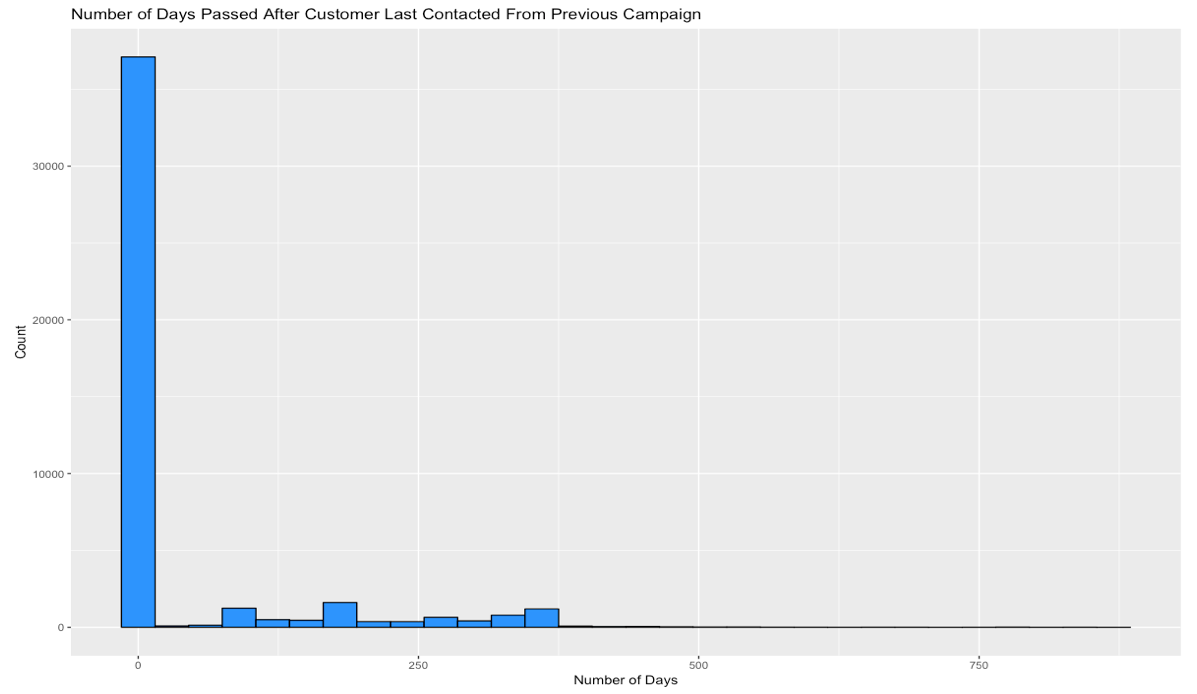 Number of Days Passed After Customer Last Contacted From Previous Campaign
Count
30000
20000
10000
0
0 250 500 750
Number of Days